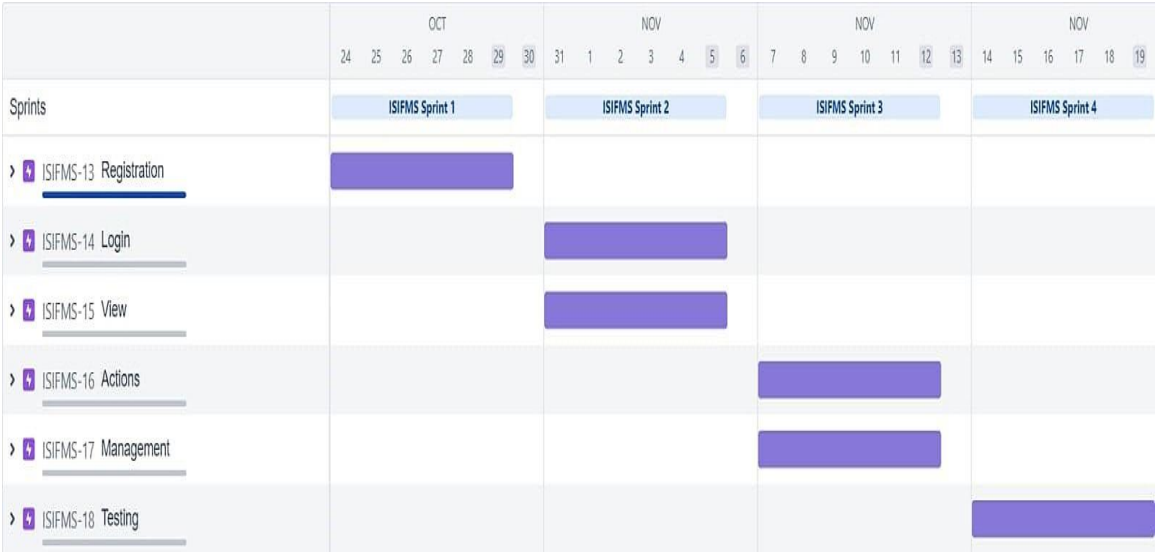 OCT NOV NOV NOV
24 25 26 27 28 29 30 31 1 2 3 4 5 6 7 8 9 10 11 12 13 14 15 16 17 18 19
Sprints ISIFMS Sprint 1 ISIFMS Sprint 2 ISIFMS Sprint 3 ISIFMS Sprint 4
ISIFMS-13 Registration
ISIFMS-14 Login
ISIFMS-15 View
ISIFMS-16 Actions
ISIFMS-17 Management
ISIFMS-18 Testing